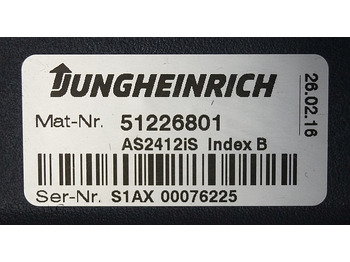 JUNGHEINRICH
Mat-Nr. 51226801
AS2412iS Index B
Ser-Nr. S1AX 00076225
26.02.16